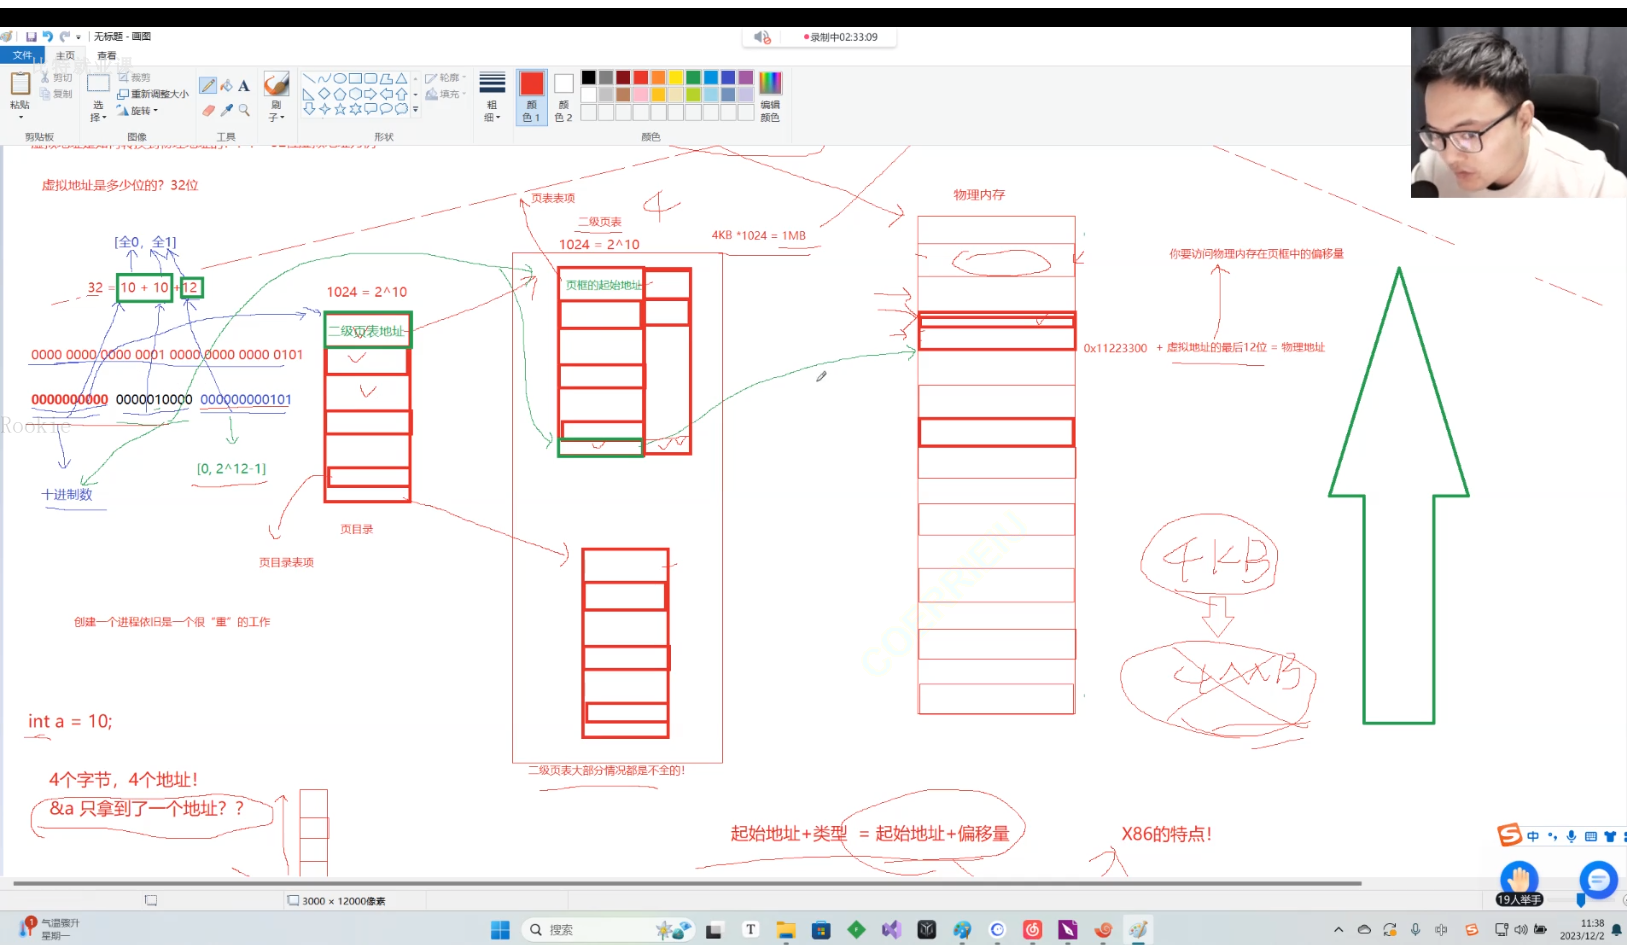 无标题 - 画图
录制中02:33:09
文件
主页
查看
粘贴
剪切
复制
剪贴板
选择
裁剪
重新调整大小
旋转
图像
A
工具
刷子
形状
轮廓
填充
粗细
颜色 1
颜色 2
编辑颜色
颜色
虚拟地址是多少位的？32位
[全0，全1]
32 = 10 + 10 +12
0000 0000 0000 0001 0000 0000 0000 0101
0000000000 0000010000 000000000101
Rookie
[0, 2^12-1]
十进制数
1024 = 2^10
二级页表地址
页目录
页目录表项
页表表项
二级页表
4
1024 = 2^10
页框的起始地址
4KB *1024 = 1MB
物理内存
你要访问物理内存在页框中的偏移量
0x11223300 + 虚拟地址的最后12位 = 物理地址
4KB
创建一个进程依旧是一个很“重”的工作
int a = 10;
4个字节，4个地址！
&a 只拿到了一个地址？？
二级页表大部分情况都是不全的！
起始地址+类型 = 起始地址+偏移量
X86的特点！
中
19人举手
3000 × 12000像素
1
气温骤升
星期一
搜索
T
中
11:38
2023/12/2